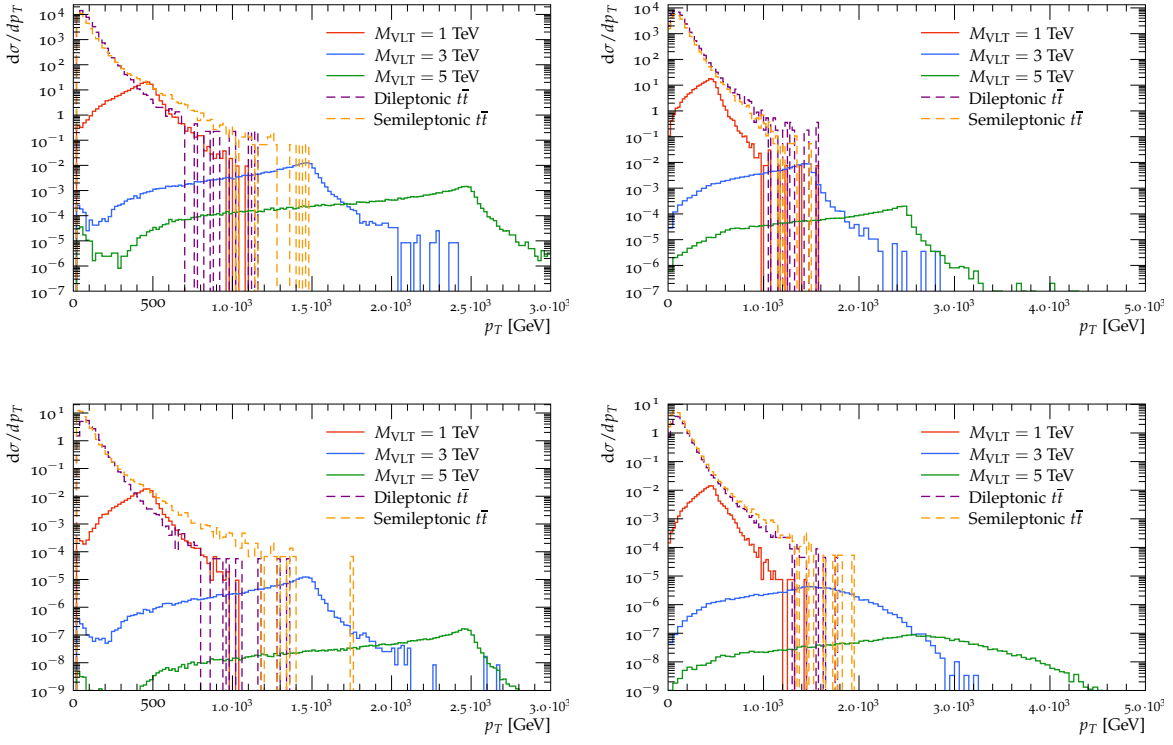 dσ/dp_T
10^4
10^3
10^2
10^1
1
10^−1
10^−2
10^−3
10^−4
10^−5
10^−6
10^−7
M_VLT = 1 TeV
M_VLT = 3 TeV
M_VLT = 5 TeV
Dileptonic tt̄
Semileptonic tt̄
0 500 1.0·10^3 1.5·10^3 2.0·10^3 2.5·10^3 3.0·10^3
p_T [GeV]
dσ/dp_T
10^4
10^3
10^2
10^1
1
10^−1
10^−2
10^−3
10^−4
10^−5
10^−6
10^−7
M_VLT = 1 TeV
M_VLT = 3 TeV
M_VLT = 5 TeV
Dileptonic tt̄
Semileptonic tt̄
0 1.0·10^3 2.0·10^3 3.0·10^3 4.0·10^3 5.0·10^3
p_T [GeV]
dσ/dp_T
10^1
1
10^−1
10^−2
10^−3
10^−4
10^−5
10^−6
10^−7
10^−8
10^−9
M_VLT = 1 TeV
M_VLT = 3 TeV
M_VLT = 5 TeV
Dileptonic tt̄
Semileptonic tt̄
0 500 1.0·10^3 1.5·10^3 2.0·10^3 2.5·10^3 3.0·10^3
p_T [GeV]
dσ/dp_T
10^1
1
10^−1
10^−2
10^−3
10^−4
10^−5
10^−6
10^−7
10^−8
10^−9
M_VLT = 1 TeV
M_VLT = 3 TeV
M_VLT = 5 TeV
Dileptonic tt̄
Semileptonic tt̄
0 1.0·10^3 2.0·10^3 3.0·10^3 4.0·10^3 5.0·10^3
p_T [GeV]